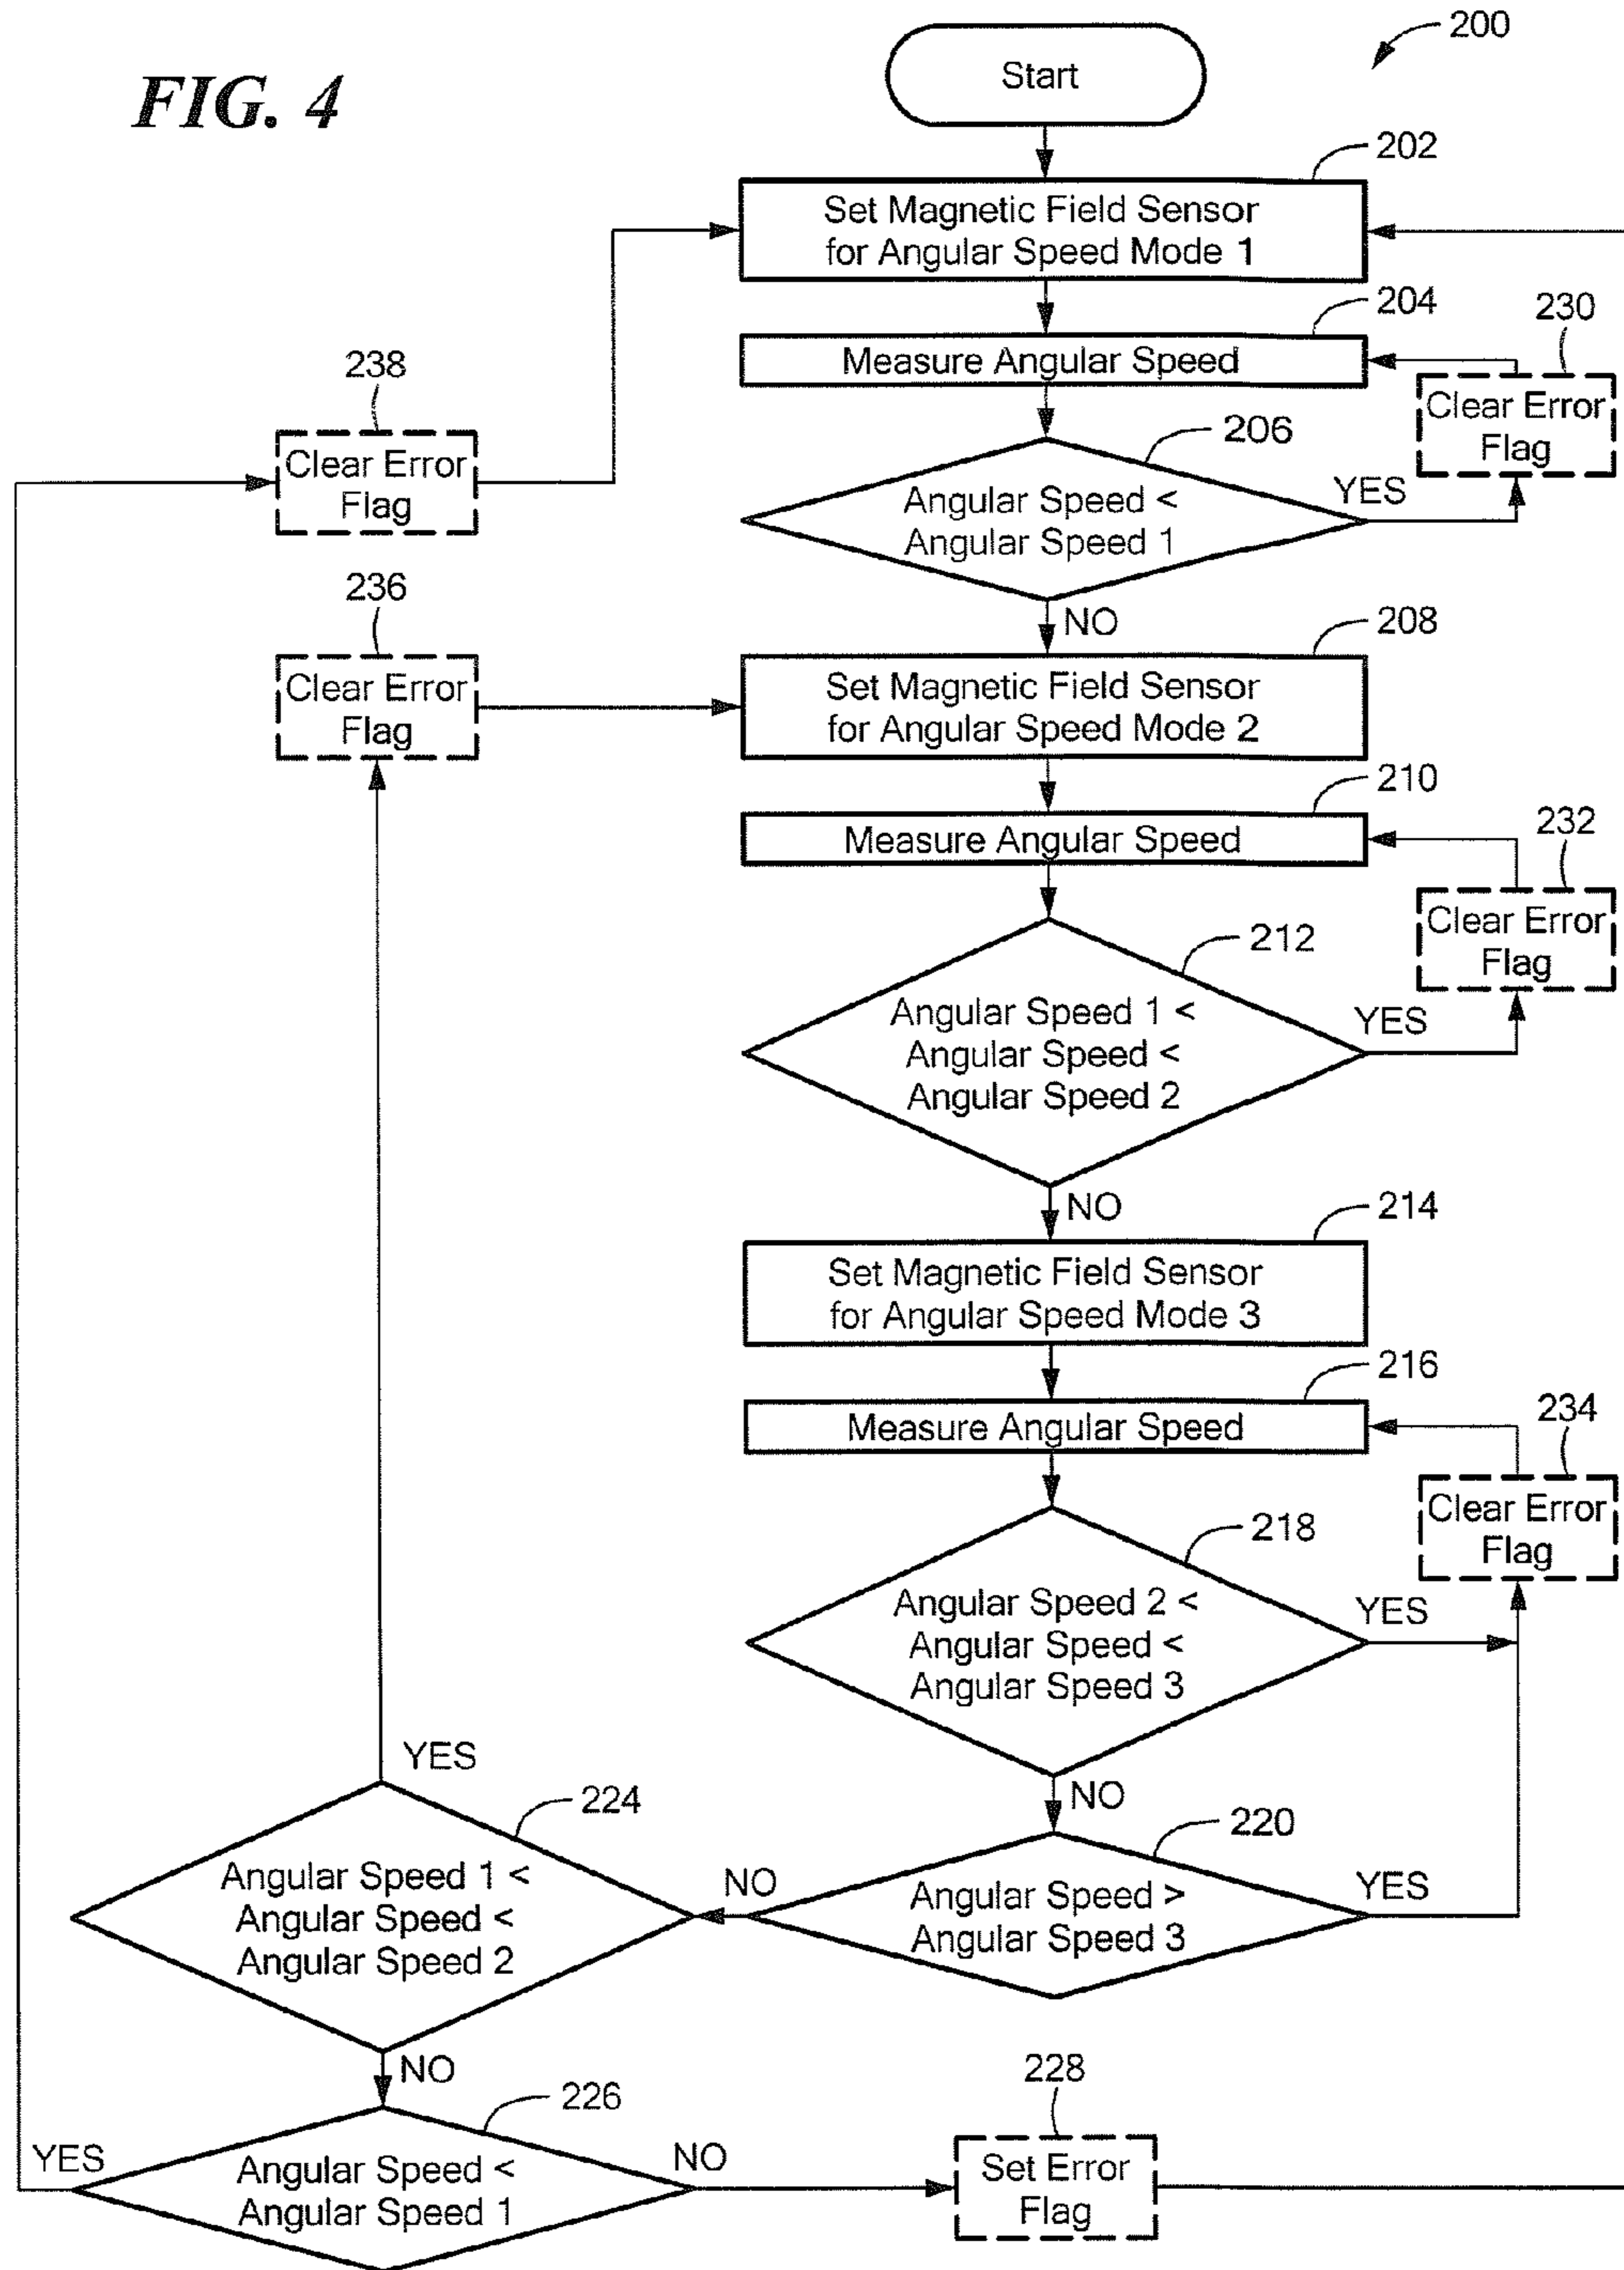 FIG. 4
200
Start
202
Set Magnetic Field Sensor
for Angular Speed Mode 1
204
Measure Angular Speed
230
Clear Error
Flag
238
Clear Error
Flag
206
Angular Speed <
Angular Speed 1
YES
NO
236
Clear Error
Flag
208
Set Magnetic Field Sensor
for Angular Speed Mode 2
210
Measure Angular Speed
232
Clear Error
Flag
212
Angular Speed 1 <
Angular Speed <
Angular Speed 2
YES
NO
214
Set Magnetic Field Sensor
for Angular Speed Mode 3
216
Measure Angular Speed
234
Clear Error
Flag
218
Angular Speed 2 <
Angular Speed <
Angular Speed 3
YES
NO
220
Angular Speed >
Angular Speed 3
YES
NO
224
Angular Speed 1 <
Angular Speed <
Angular Speed 2
YES
NO
226
Angular Speed <
Angular Speed 1
YES
NO
228
Set Error
Flag